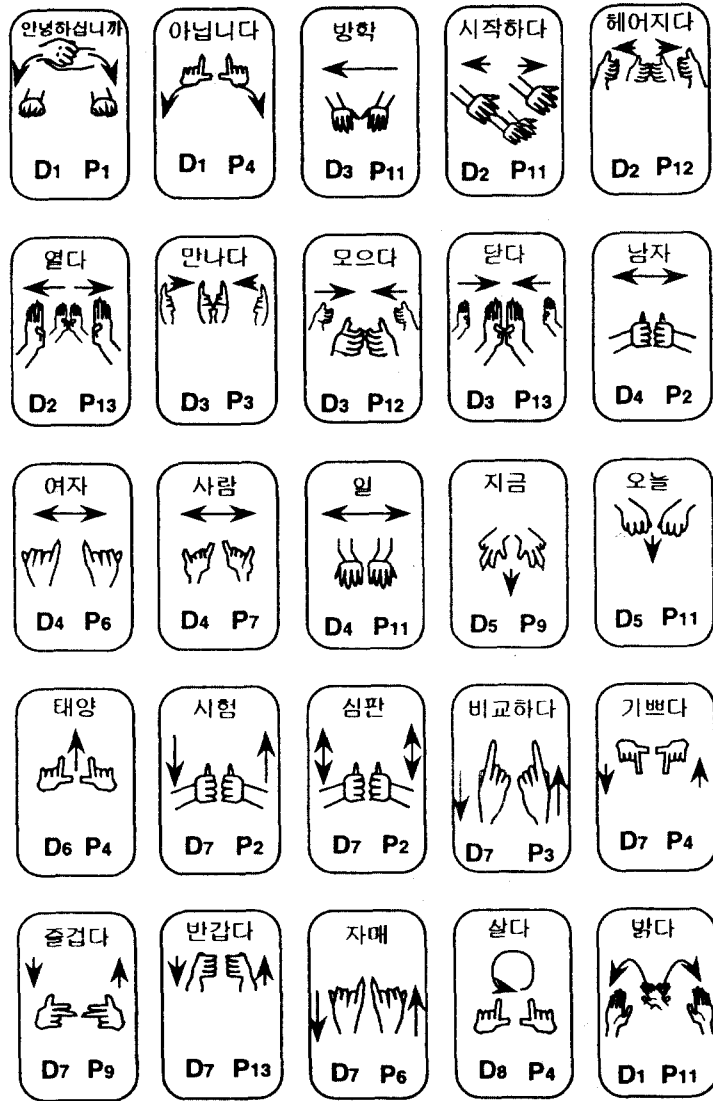 안녕하십니까 아닙니다 방학 시작하다 헤어지다
D1 P1 D1 P4 D3 P11 D2 P11 D2 P12
열다 만나다 모으다 닫다 남자
D2 P13 D3 P3 D3 P12 D3 P13 D4 P2
여자 사람 일 지금 오늘
D4 P6 D4 P7 D4 P11 D5 P9 D5 P11
태양 시험 심판 비교하다 기쁘다
D6 P4 D7 P2 D7 P2 D7 P3 D7 P4
즐겁다 반갑다 자매 살다 밝다
D7 P9 D7 P13 D7 P6 D8 P4 D1 P11